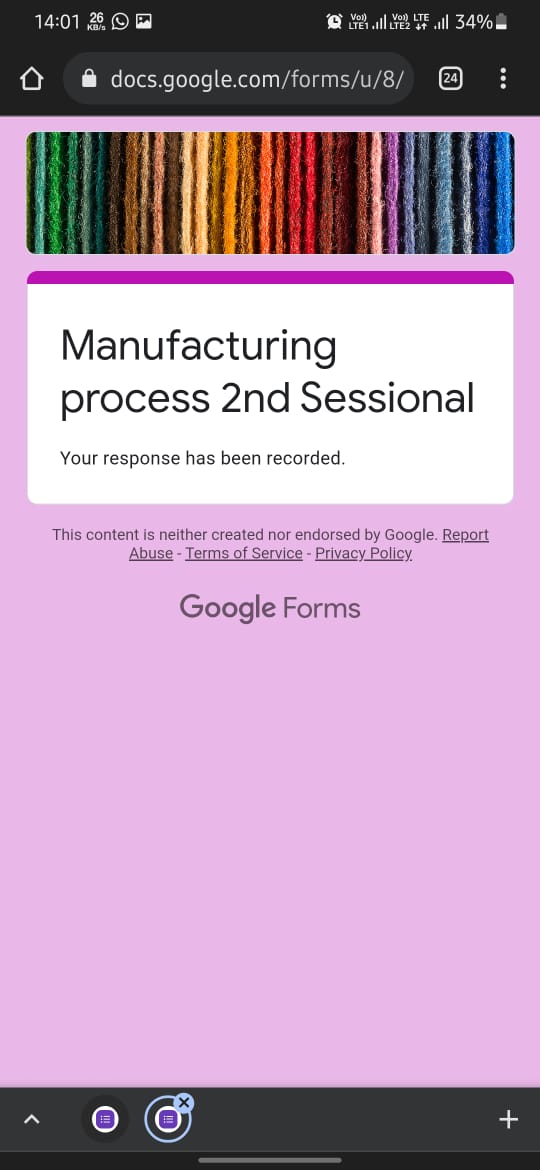 14:01 26 KB/s Vo)) LTE1 Vo)) LTE2 LTE 34%
docs.google.com/forms/u/8/ 24
Manufacturing
process 2nd Sessional
Your response has been recorded.
This content is neither created nor endorsed by Google. Report
Abuse - Terms of Service - Privacy Policy
Google Forms